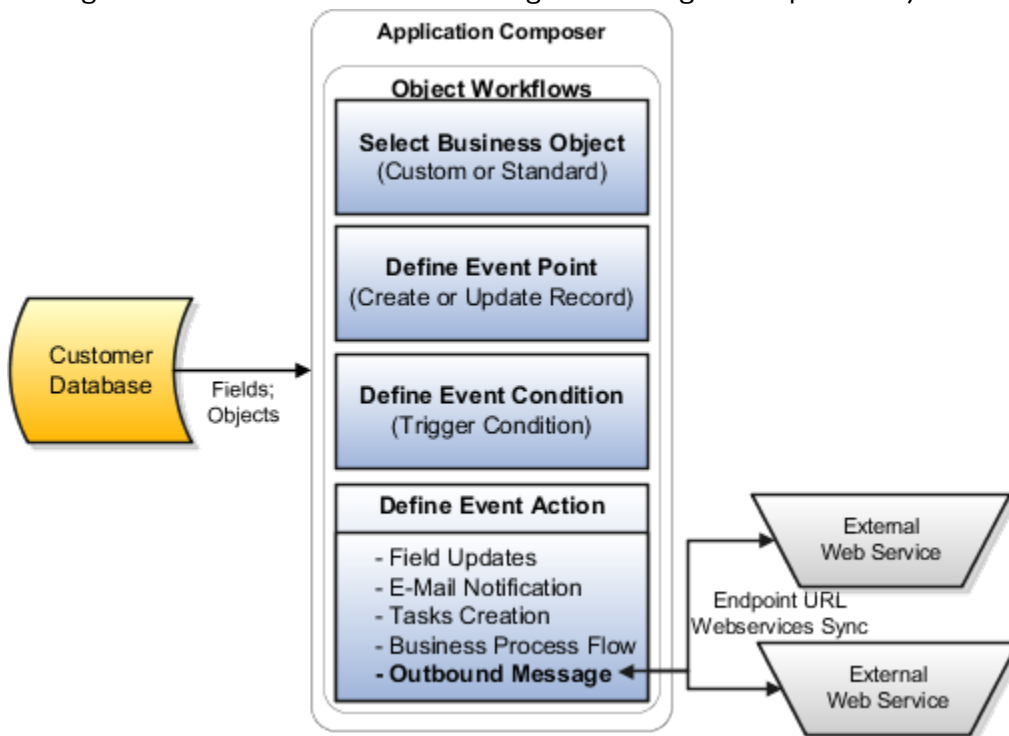 Application Composer
Object Workflows
Select Business Object
(Custom or Standard)
Define Event Point
(Create or Update Record)
Customer
Database
Fields;
Objects
Define Event Condition
(Trigger Condition)
Define Event Action
- Field Updates
- E-Mail Notification
- Tasks Creation
- Business Process Flow
- Outbound Message
External
Web Service
Endpoint URL
Webservices Sync
External
Web Service